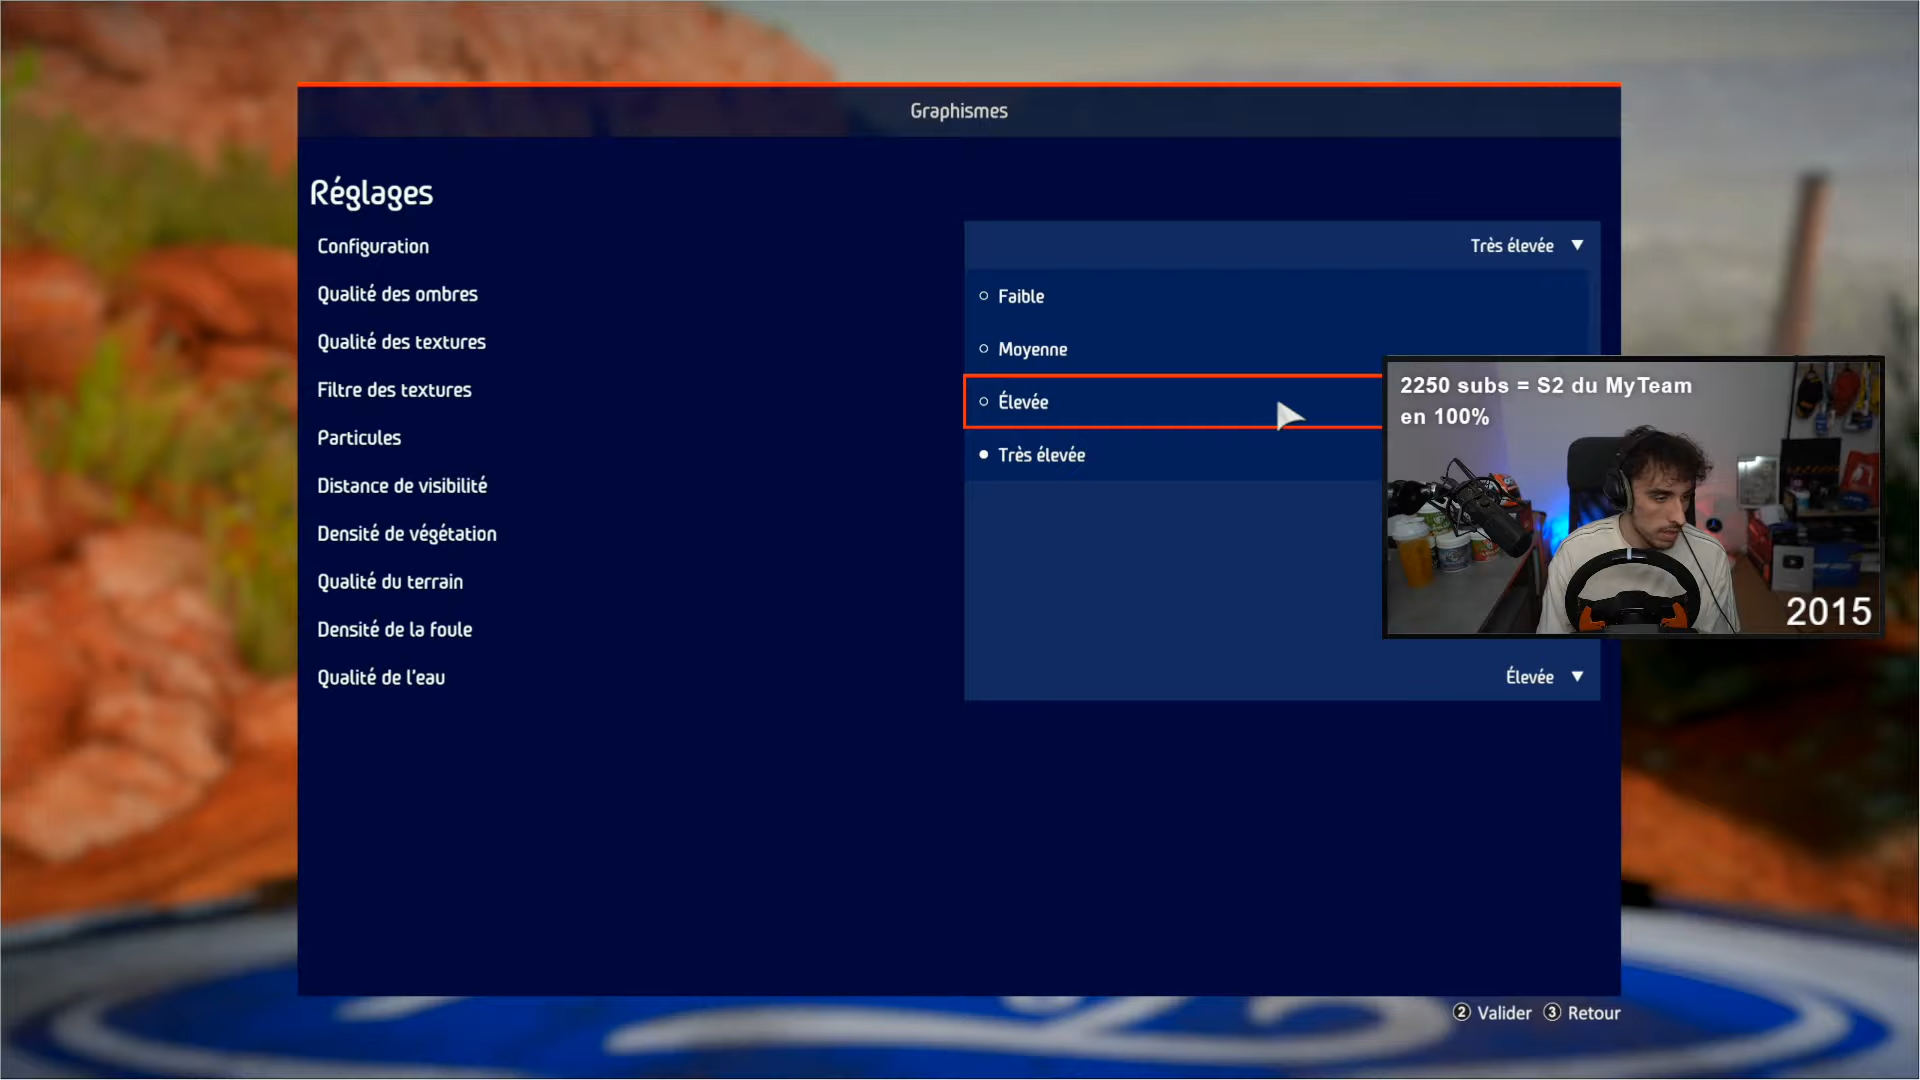 Graphismes
Réglages
Configuration
Très élevée
Qualité des ombres
Faible
Qualité des textures
Moyenne
Filtre des textures
Élevée
Particules
Très élevée
Distance de visibilité
Densité de végétation
Qualité du terrain
Densité de la foule
Qualité de l'eau
Élevée
2250 subs = S2 du MyTeam
en 100%
2015
2 Valider 3 Retour